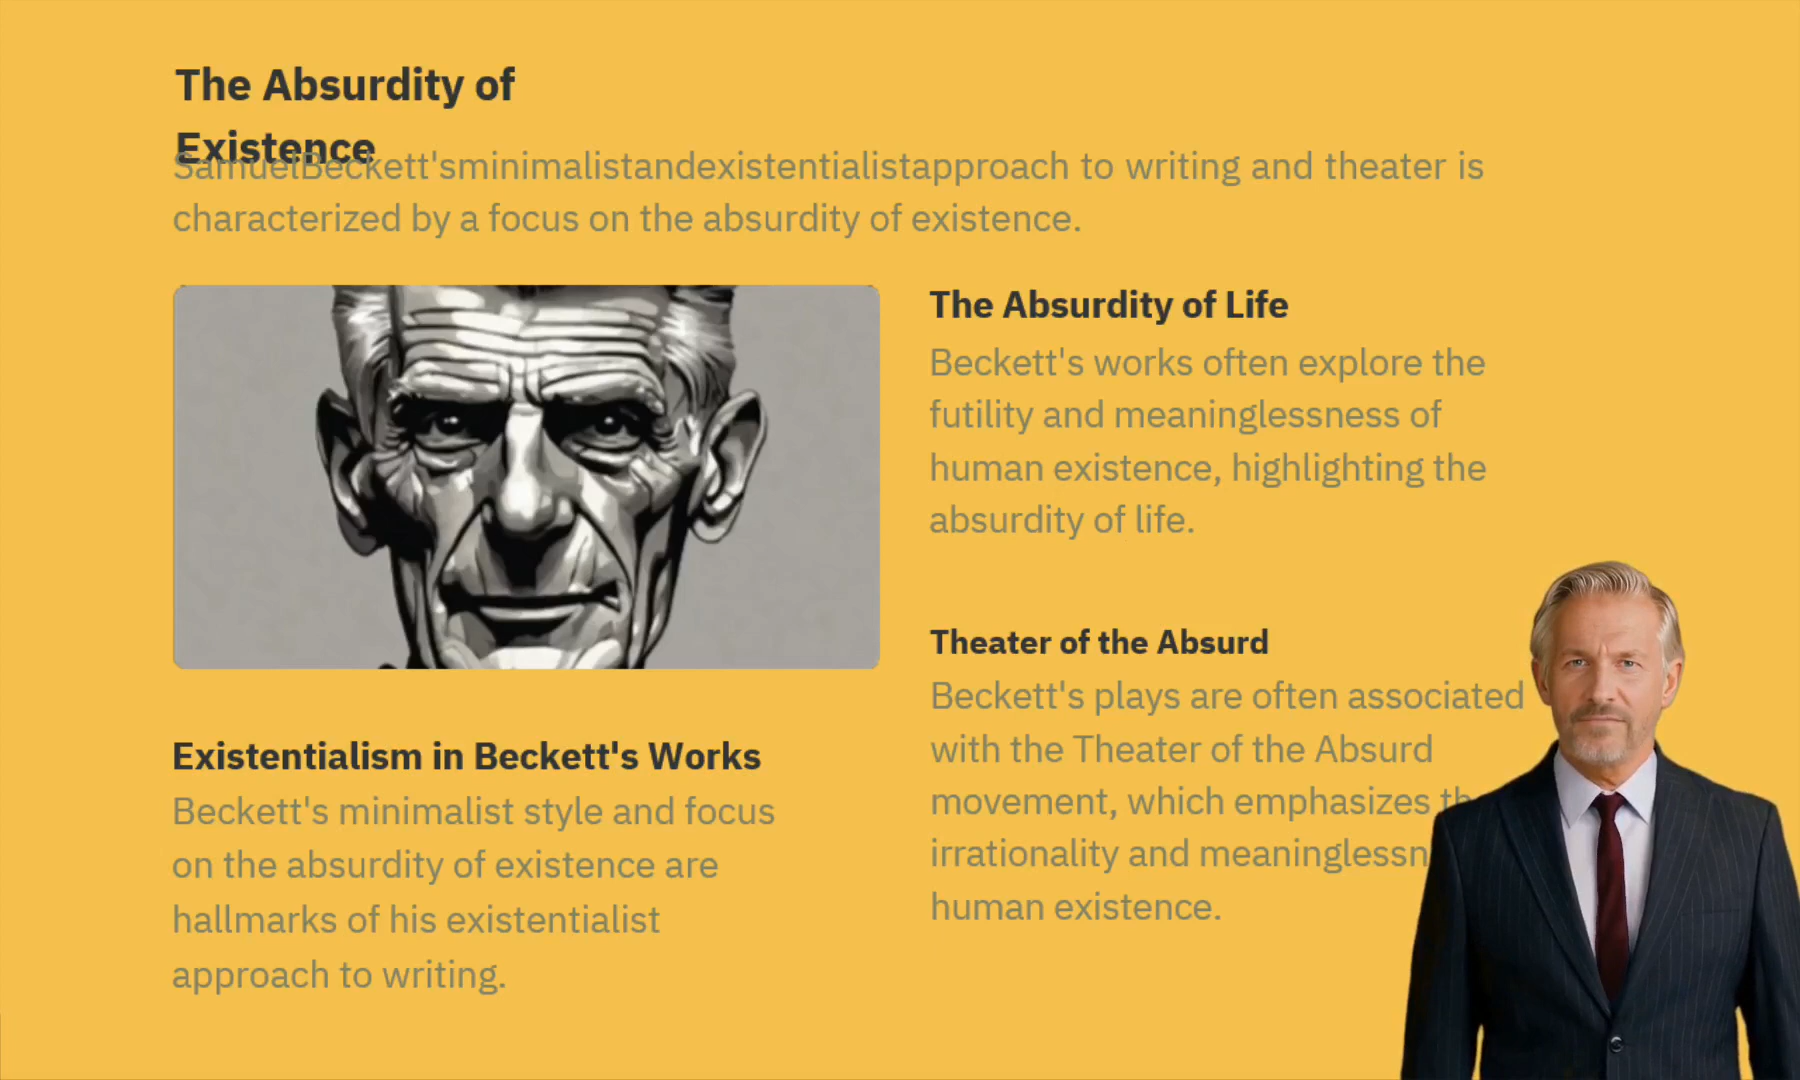 The Absurdity of
Existence
SamuelBeckett'sminimalistandexistentialistapproach to writing and theater is
characterized by a focus on the absurdity of existence.
The Absurdity of Life
Beckett's works often explore the
futility and meaninglessness of
human existence, highlighting the
absurdity of life.
Theater of the Absurd
Beckett's plays are often associated
with the Theater of the Absurd
movement, which emphasizes
irrationality and
human existence.
Existentialism in Beckett's Works
Beckett's minimalist style and focus
on the absurdity of existence are
hallmarks of his existentialist
approach to writing.